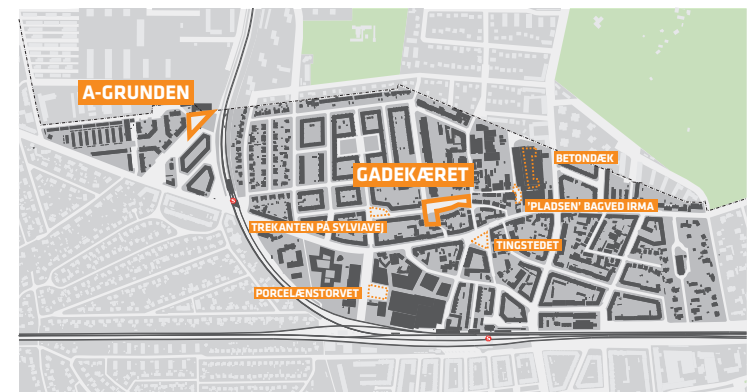 A-GRUNDEN
BETONDÆK
GADEKÆRET
'PLADSEN' BAGVED IRMA
TREKANTEN PÅ SYLVIAVEJ
TINGSTEDET
PORCELÆNSTORVET
S
S